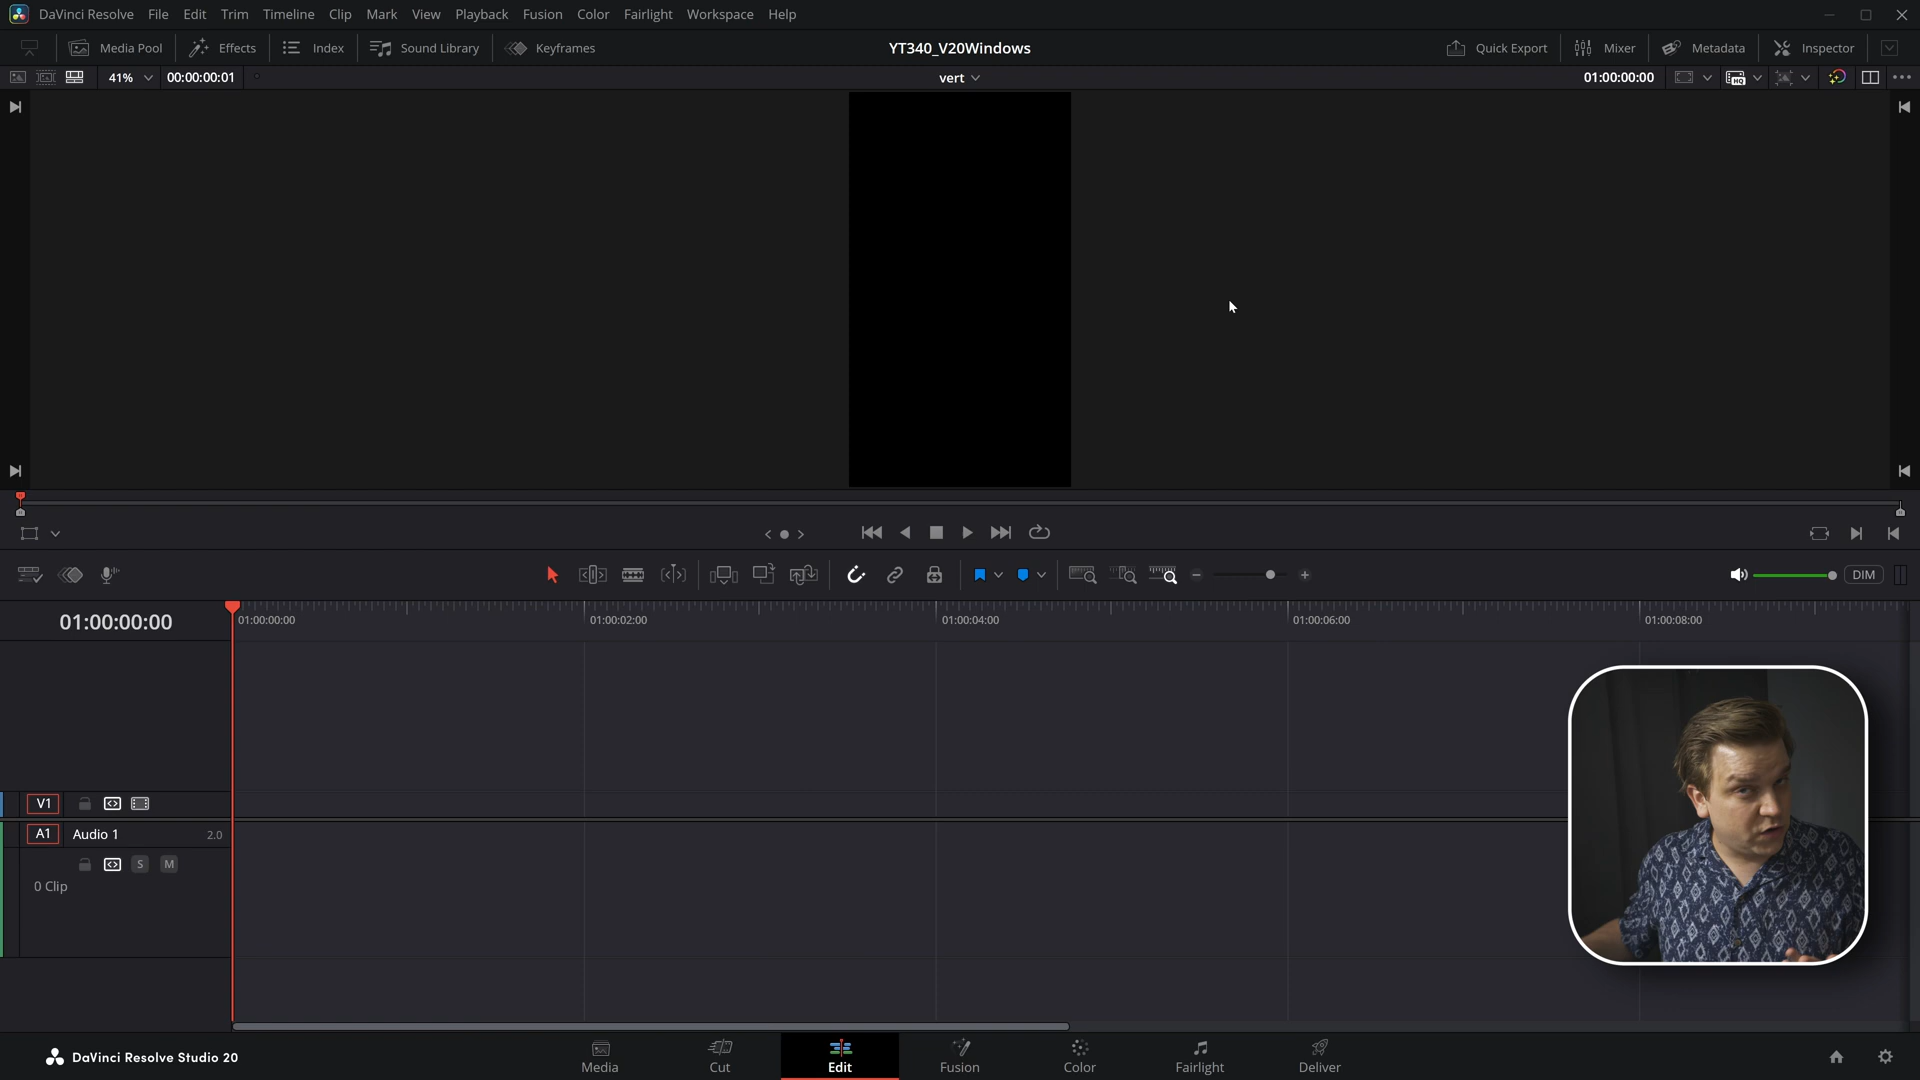 DaVinci Resolve File Edit Trim Timeline Clip Mark View Playback Fusion Color Fairlight Workspace Help
Media Pool Effects Index Sound Library Keyframes YT340_V20Windows Quick Export Mixer Metadata Inspector
41% 00:00:00:01 vert 01:00:00:00
DIM
01:00:00:00 01:00:00:00 01:00:02:00 01:00:04:00 01:00:06:00 01:00:08:00
V1
A1 Audio 1 2.0
S M
0 Clip
DaVinci Resolve Studio 20 Media Cut Edit Fusion Color Fairlight Deliver